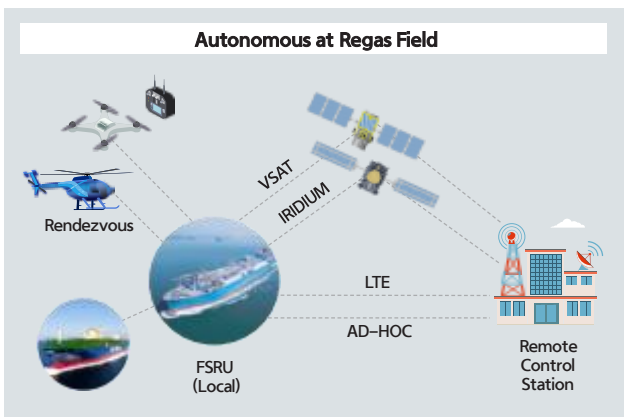 Autonomous at Regas Field
VSAT
IRIDIUM
Rendezvous
LTE
AD-HOC
FSRU
(Local)
Remote
Control
Station